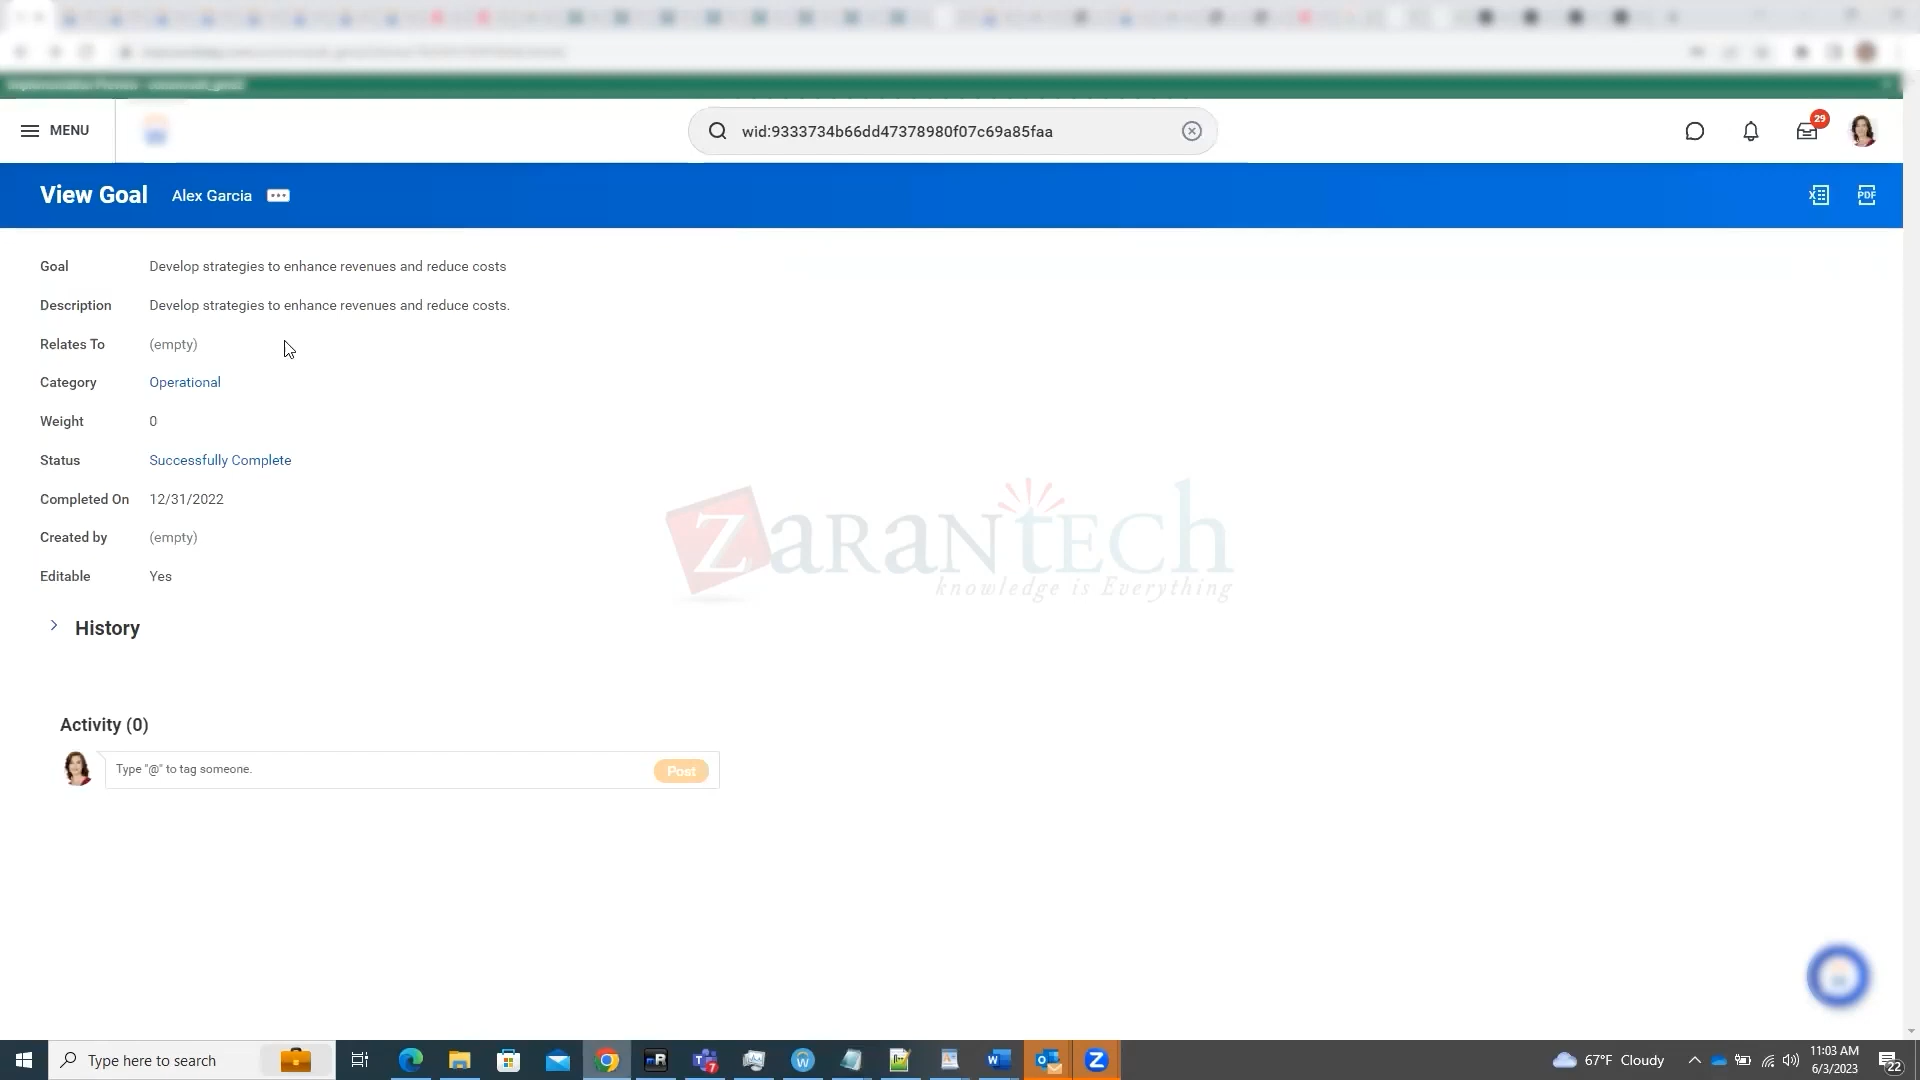 MENU
wid:9333734b66dd47378980f07c69a85faa
29
View Goal Alex Garcia
PDF
Goal Develop strategies to enhance revenues and reduce costs
Description Develop strategies to enhance revenues and reduce costs.
Relates To (empty)
Category Operational
Weight 0
Status Successfully Complete
Completed On 12/31/2022
Created by (empty)
Editable Yes
ZaranTech
knowledge is Everything
History
Activity (0)
Type "@" to tag someone. Post
Type here to search
67°F Cloudy
11:03 AM
6/3/2023
22